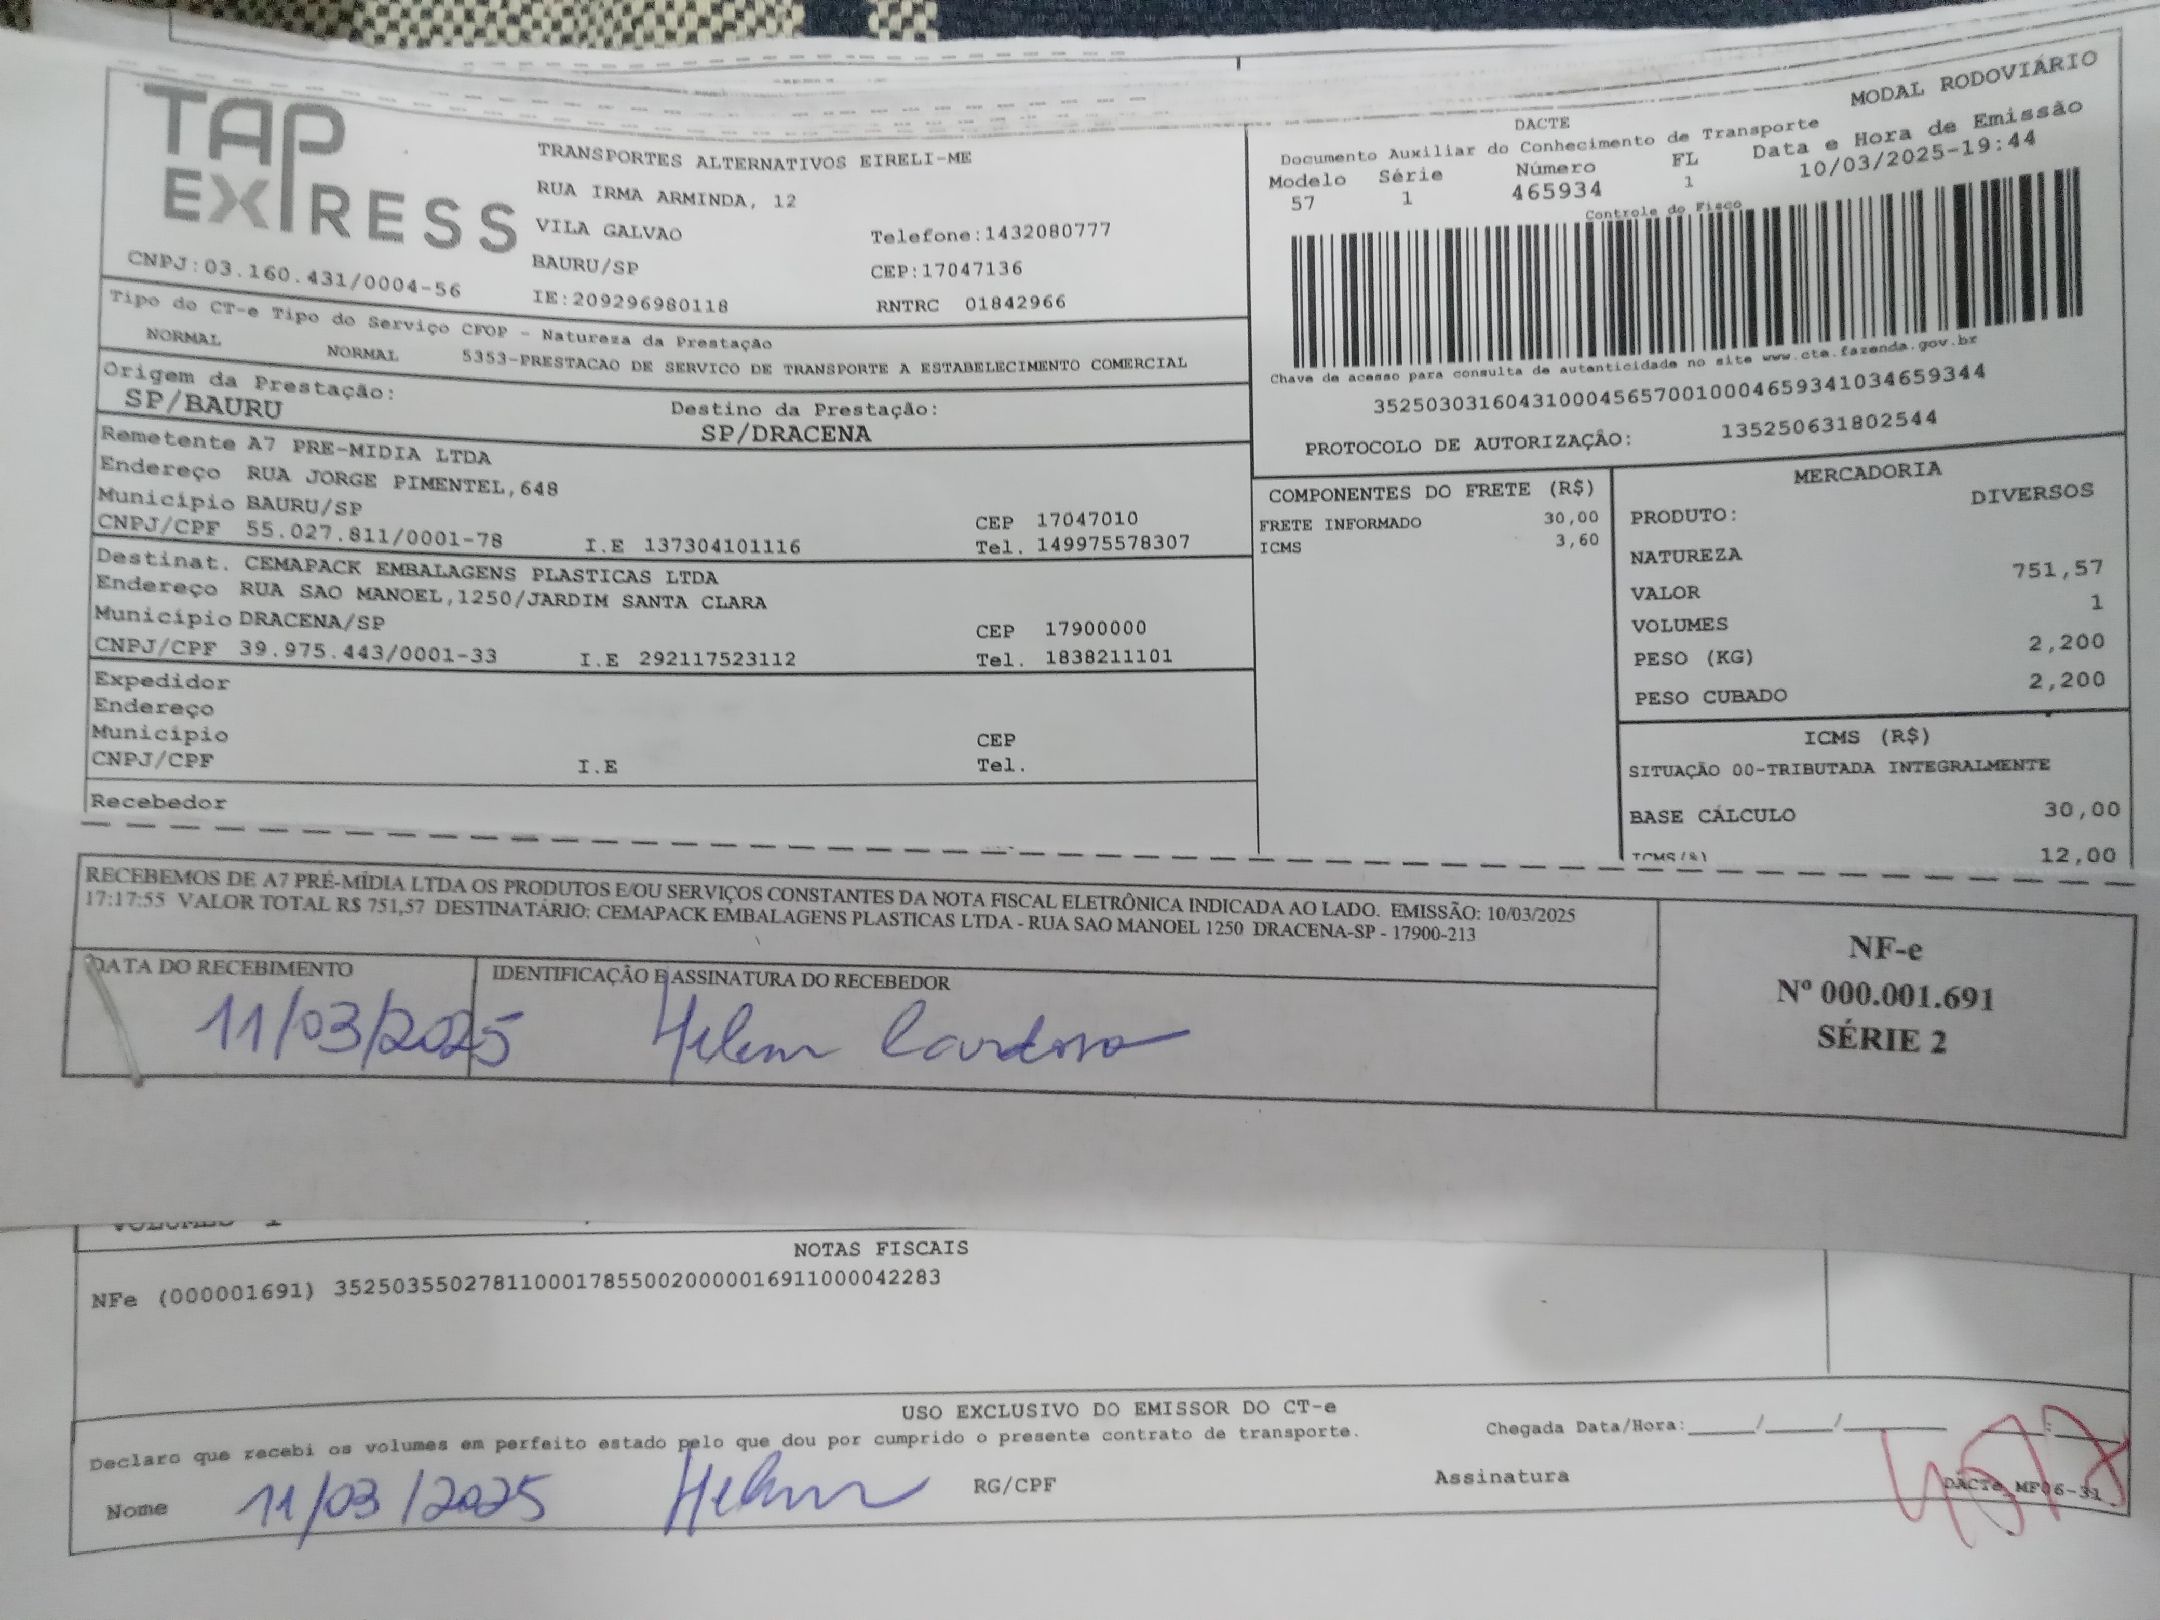 TAP EXPRESS
CNPJ:03.160.431/0004-56
TRANSPORTES ALTERNATIVOS EIRELI-ME
RUA IRMA ARMINDA, 12
VILA GALVAO Telefone:1432080777
BAURU/SP CEP:17047136
IE:209296980118 RNTRC 01842966
MODAL RODOVIÁRIO
DACTE
Documento Auxiliar do Conhecimento de Transporte
Modelo Série Número FL Data e Hora de Emissão
57 1 465934 1 10/03/2025-19:44
Controle do Fisco
Chave de acesso para consulta de autenticidade no site www.cte.fazenda.gov.br
35250303160431000456570010004659341034659344
PROTOCOLO DE AUTORIZAÇÃO: 135250631802544
Tipo do CT-e Tipo do Serviço CFOP - Natureza da Prestação
NORMAL NORMAL 5353-PRESTACAO DE SERVICO DE TRANSPORTE A ESTABELECIMENTO COMERCIAL
Origem da Prestação: Destino da Prestação:
SP/BAURU SP/DRACENA
Remetente A7 PRE-MIDIA LTDA
Endereço RUA JORGE PIMENTEL,648
Município BAURU/SP CEP 17047010
CNPJ/CPF 55.027.811/0001-78 I.E 137304101116 Tel. 149975578307
Destinat. CEMAPACK EMBALAGENS PLASTICAS LTDA
Endereço RUA SAO MANOEL,1250/JARDIM SANTA CLARA
Município DRACENA/SP CEP 17900000
CNPJ/CPF 39.975.443/0001-33 I.E 292117523112 Tel. 1838211101
Expedidor
Endereço
Município CEP
CNPJ/CPF I.E Tel.
Recebedor
COMPONENTES DO FRETE (R$)
FRETE INFORMADO 30,00
ICMS 3,60
MERCADORIA
PRODUTO: DIVERSOS
NATUREZA
VALOR 751,57
VOLUMES 1
PESO (KG) 2,200
PESO CUBADO 2,200
ICMS (R$)
SITUAÇÃO 00-TRIBUTADA INTEGRALMENTE
BASE CÁLCULO 30,00
ICMS(%) 12,00
RECEBEMOS DE A7 PRÉ-MÍDIA LTDA OS PRODUTOS E/OU SERVIÇOS CONSTANTES DA NOTA FISCAL ELETRÔNICA INDICADA AO LADO. EMISSÃO: 10/03/2025
17:17:55 VALOR TOTAL R$ 751,57 DESTINATÁRIO: CEMAPACK EMBALAGENS PLASTICAS LTDA - RUA SAO MANOEL 1250 DRACENA-SP - 17900-213
DATA DO RECEBIMENTO IDENTIFICAÇÃO E ASSINATURA DO RECEBEDOR
11/03/2025 Helem Cardoso
NF-e
Nº 000.001.691
SÉRIE 2
VOLUMES 1
NOTAS FISCAIS
NFe (000001691) 35250355027811000178550020000016911000042283
USO EXCLUSIVO DO EMISSOR DO CT-e
Declaro que recebi os volumes em perfeito estado pelo que dou por cumprido o presente contrato de transporte. Chegada Data/Hora:_____/_____/_______ ___:___
Nome 11/03/2025 Helem RG/CPF Assinatura
DACTe MF06-31